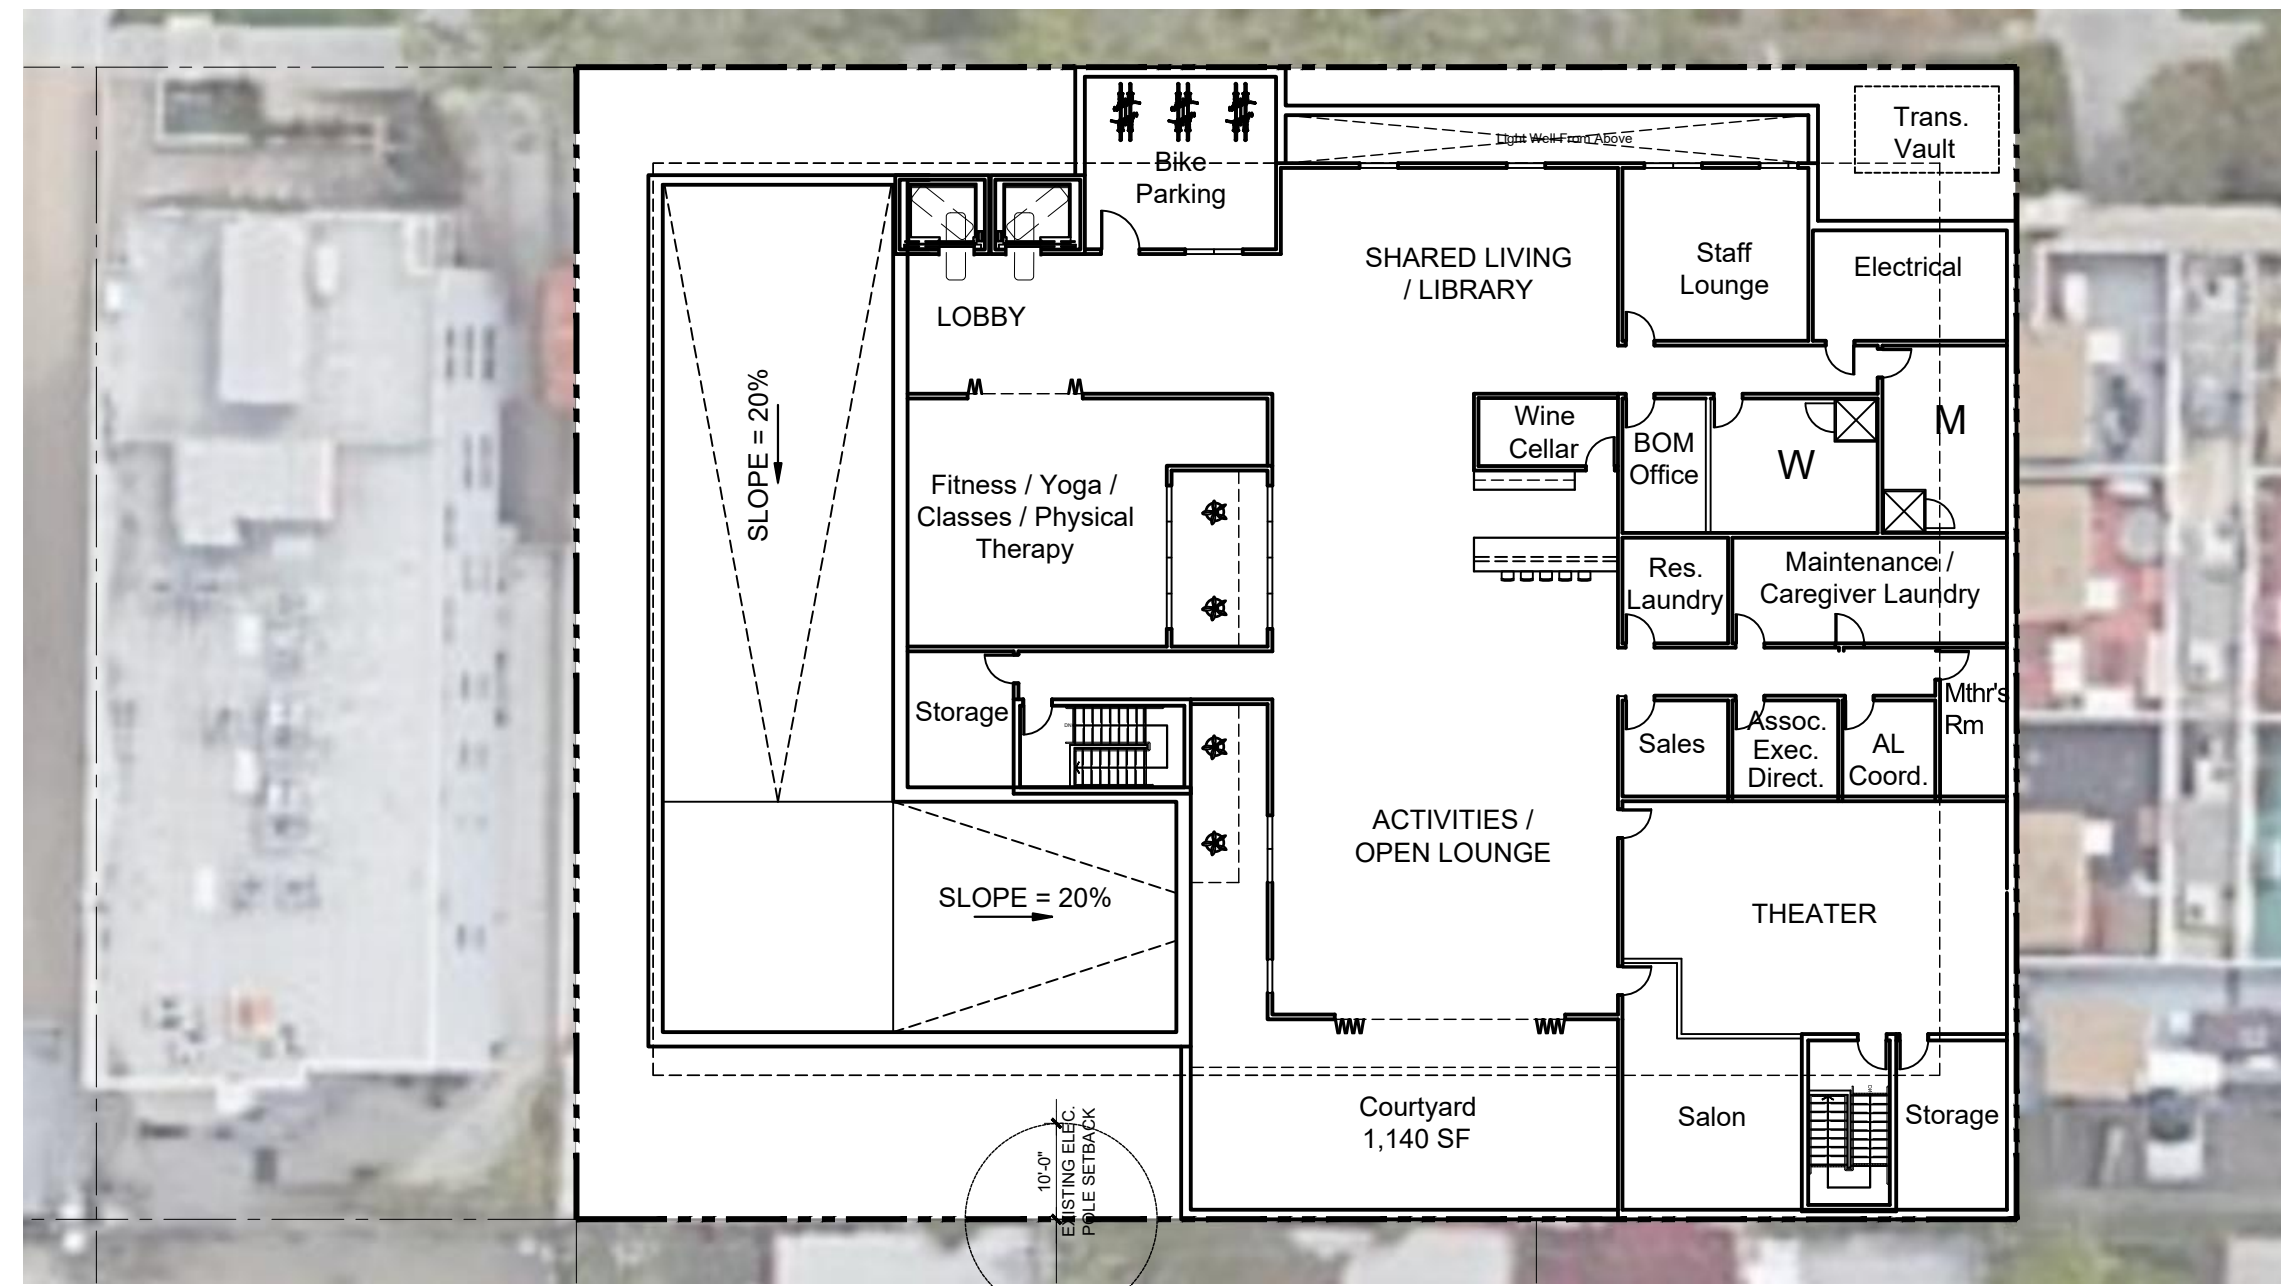 Trans.
Vault
Light Well From Above
Bike
Parking
SHARED LIVING
/ LIBRARY
Staff
Lounge
Electrical
LOBBY
SLOPE = 20%
Wine
Cellar
BOM
Office
W
M
Fitness / Yoga /
Classes / Physical
Therapy
Res.
Laundry
Maintenance /
Caregiver Laundry
Storage
DN
Sales
Assoc.
Exec.
Direct.
AL
Coord.
Mthr's
Rm
ACTIVITIES /
OPEN LOUNGE
SLOPE = 20%
THEATER
Courtyard
1,140 SF
Salon
DN
Storage
10'-0"
EXISTING ELEC.
POLE SETBACK